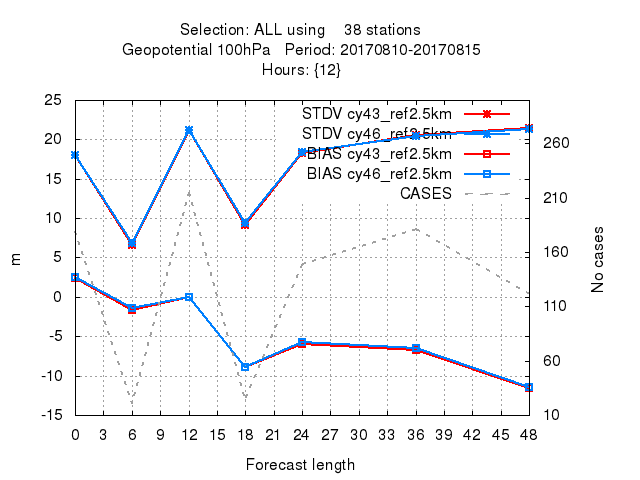 Selection: ALL using 38 stations
Geopotential 100hPa Period: 20170810-20170815
Hours: {12}
STDV cy43_ref2.5km
STDV cy46_ref2.5km
BIAS cy43_ref2.5km
BIAS cy46_ref2.5km
CASES
25
20
15
10
5
0
-5
-10
-15
m
260
210
160
110
60
10
No cases
0 3 6 9 12 15 18 21 24 27 30 33 36 39 42 45 48
Forecast length